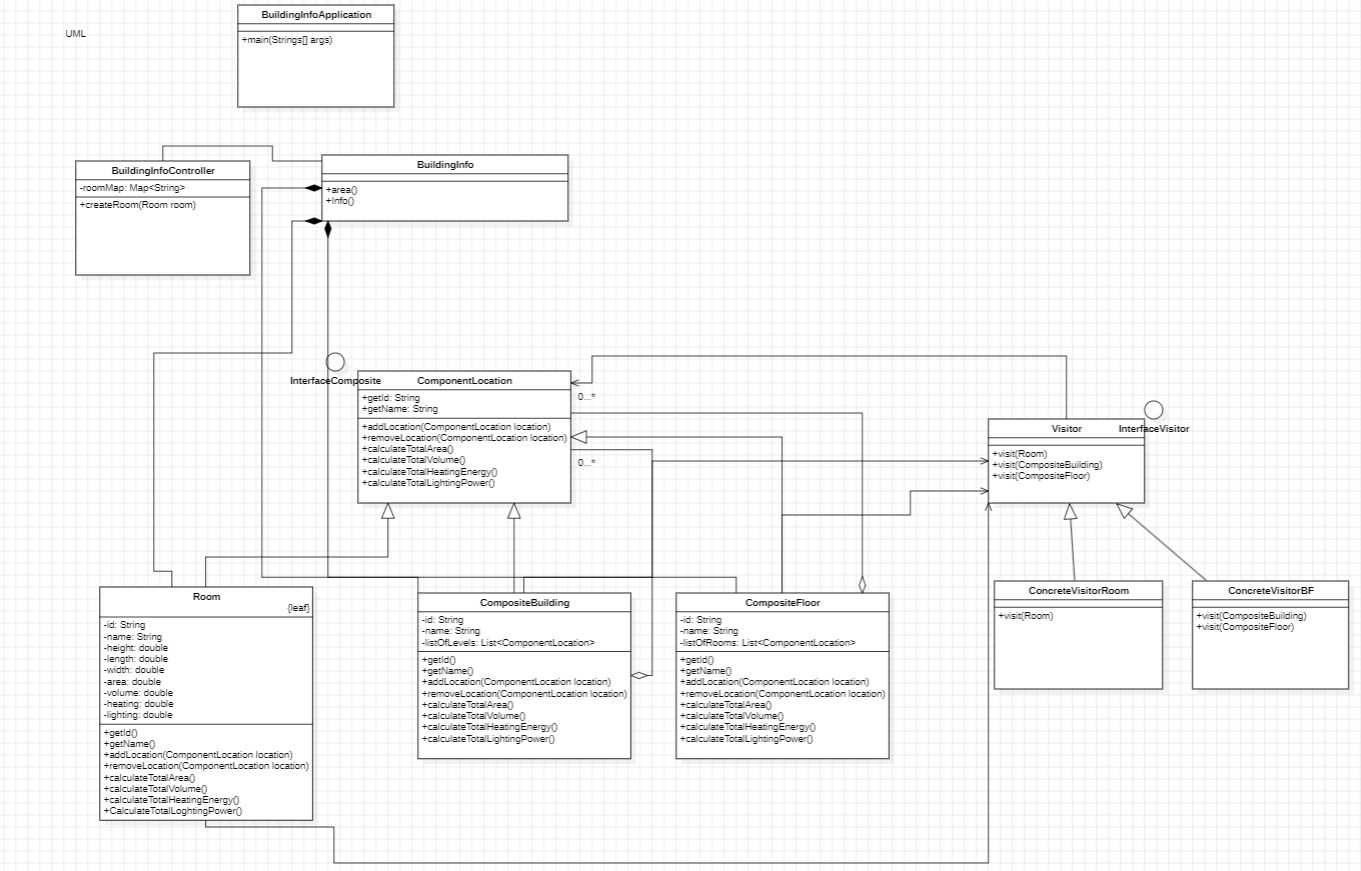 UML
BuildingInfoApplication
+main(Strings[] args)
BuildingInfoController
-roomMap: Map<String>
+createRoom(Room room)
BuildingInfo
+area()
+Info()
InterfaceComposite
ComponentLocation
+getId: String
+getName: String
+addLocation(ComponentLocation location)
+removeLocation(ComponentLocation location)
+calculateTotalArea()
+calculateTotalVolume()
+calculateTotalHeatingEnergy()
+calculateTotalLightingPower()
0...*
0...*
Visitor
InterfaceVisitor
+visit(Room)
+visit(CompositeBuilding)
+visit(CompositeFloor)
Room
{leaf}
-id: String
-name: String
-height: double
-length: double
-width: double
-area: double
-volume: double
-heating: double
-lighting: double
+getId()
+getName()
+addLocation(ComponentLocation location)
+removeLocation(ComponentLocation location)
+calculateTotalArea()
+calculateTotalVolume()
+calculateTotalHeatingEnergy()
+CalculateTotalLoghtingPower()
CompositeBuilding
-id: String
-name: String
-listOfLevels: List<ComponentLocation>
+getId()
+getName()
+addLocation(ComponentLocation location)
+removeLocation(ComponentLocation location)
+calculateTotalArea()
+calculateTotalVolume()
+calculateTotalHeatingEnergy()
+calculateTotalLightingPower()
CompositeFloor
-id: String
-name: String
-listOfRooms: List<ComponentLocation>
+getId()
+getName()
+addLocation(ComponentLocation location)
+removeLocation(ComponentLocation location)
+calculateTotalArea()
+calculateTotalVolume()
+calculateTotalHeatingEnergy()
+calculateTotalLightingPower()
ConcreteVisitorRoom
+visit(Room)
ConcreteVisitorBF
+visit(CompositeBuilding)
+visit(CompositeFloor)